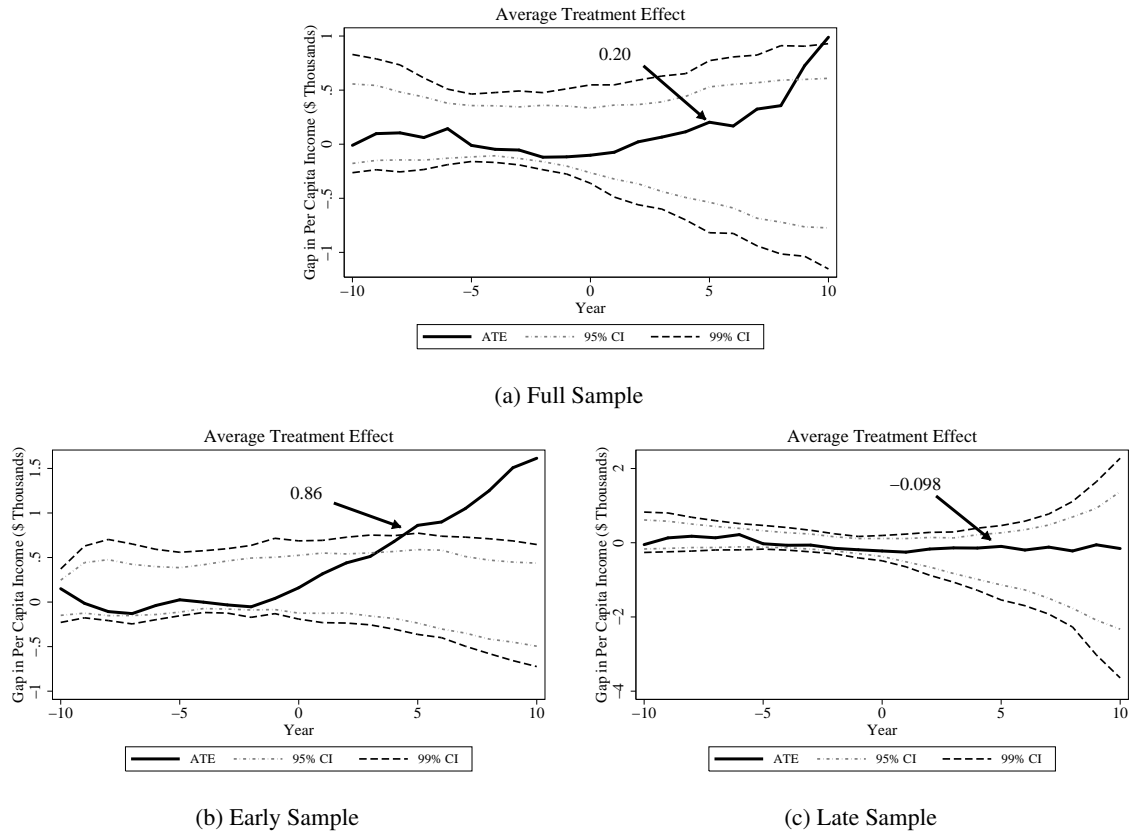 Average Treatment Effect
Gap in Per Capita Income ($ Thousands)
1
.5
0
−.5
−1
0.20
−10 −5 0 5 10
Year
ATE 95% CI 99% CI
(a) Full Sample
Average Treatment Effect
Gap in Per Capita Income ($ Thousands)
1.5
1
.5
0
−.5
−1
0.86
−10 −5 0 5 10
Year
ATE 95% CI 99% CI
(b) Early Sample
Average Treatment Effect
Gap in Per Capita Income ($ Thousands)
2
0
−2
−4
−0.098
−10 −5 0 5 10
Year
ATE 95% CI 99% CI
(c) Late Sample